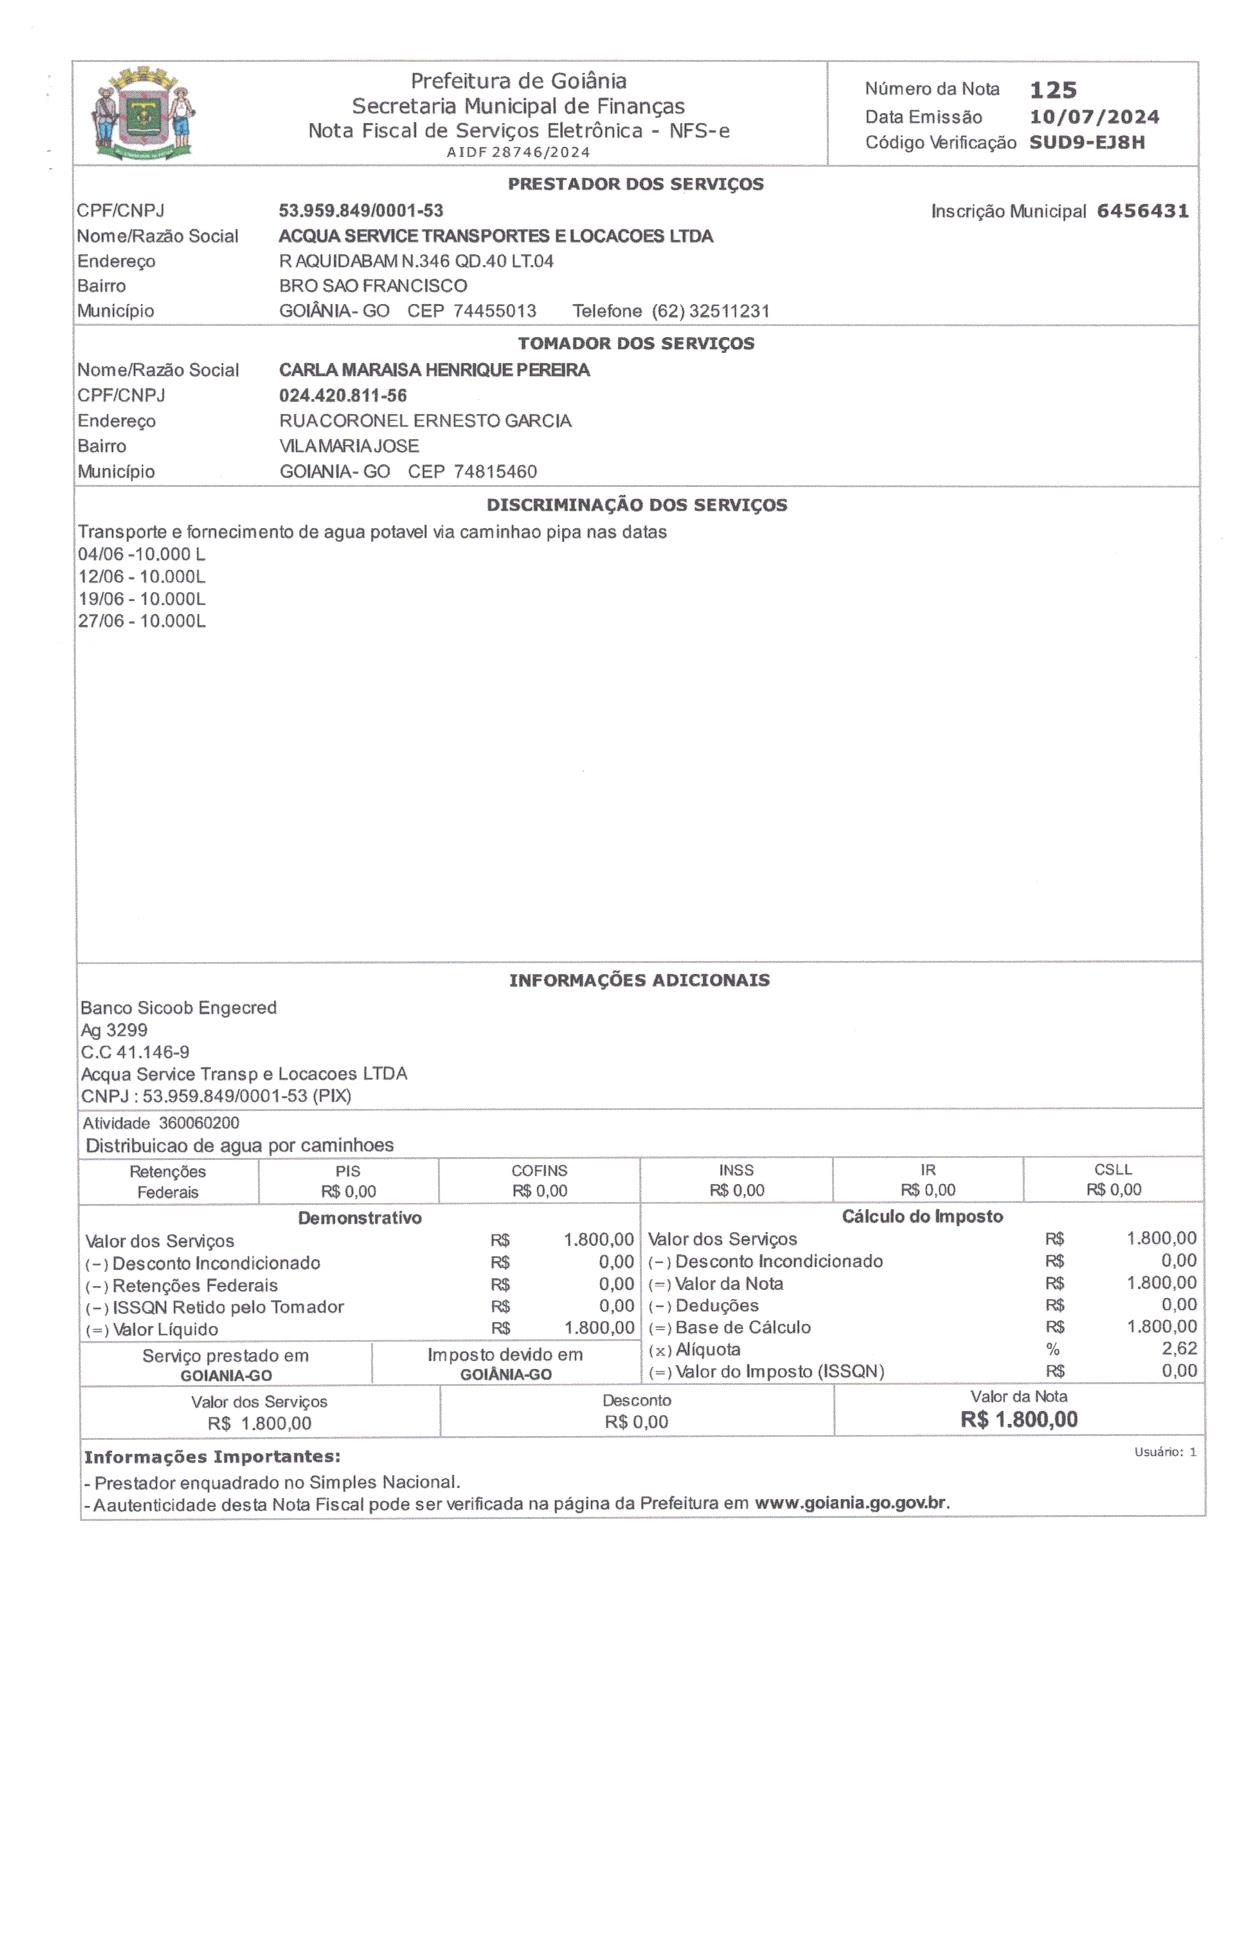 Prefeitura de Goiânia
Secretaria Municipal de Finanças
Nota Fiscal de Serviços Eletrônica - NFS-e
AIDF 28746/2024
Número da Nota 125
Data Emissão 10/07/2024
Código Verificação SUD9-EJ8H
PRESTADOR DOS SERVIÇOS
CPF/CNPJ 53.959.849/0001-53 Inscrição Municipal 6456431
Nome/Razão Social ACQUA SERVICE TRANSPORTES E LOCACOES LTDA
Endereço R AQUIDABAM N.346 QD.40 LT.04
Bairro BRO SAO FRANCISCO
Município GOIÂNIA- GO CEP 74455013 Telefone (62) 32511231
TOMADOR DOS SERVIÇOS
Nome/Razão Social CARLA MARAISA HENRIQUE PEREIRA
CPF/CNPJ 024.420.811-56
Endereço RUA CORONEL ERNESTO GARCIA
Bairro VILA MARIA JOSE
Município GOIANIA- GO CEP 74815460
DISCRIMINAÇÃO DOS SERVIÇOS
Transporte e fornecimento de agua potavel via caminhao pipa nas datas
04/06 -10.000 L
12/06 - 10.000L
19/06 - 10.000L
27/06 - 10.000L
INFORMAÇÕES ADICIONAIS
Banco Sicoob Engecred
Ag 3299
C.C 41.146-9
Acqua Service Transp e Locacoes LTDA
CNPJ : 53.959.849/0001-53 (PIX)
Atividade 360060200
Distribuicao de agua por caminhoes
Retenções Federais PIS R$ 0,00 COFINS R$ 0,00 INSS R$ 0,00 IR R$ 0,00 CSLL R$ 0,00
Demonstrativo
Valor dos Serviços R$ 1.800,00
(-) Desconto Incondicionado R$ 0,00
(-) Retenções Federais R$ 0,00
(-) ISSQN Retido pelo Tomador R$ 0,00
(=) Valor Líquido R$ 1.800,00
Serviço prestado em Imposto devido em
GOIANIA-GO GOIÂNIA-GO
Cálculo do Imposto
Valor dos Serviços R$ 1.800,00
(-) Desconto Incondicionado R$ 0,00
(=) Valor da Nota R$ 1.800,00
(-) Deduções R$ 0,00
(=) Base de Cálculo R$ 1.800,00
(x) Alíquota % 2,62
(=) Valor do Imposto (ISSQN) R$ 0,00
Valor dos Serviços Desconto Valor da Nota
R$ 1.800,00 R$ 0,00 R$ 1.800,00
Informações Importantes: Usuário: 1
- Prestador enquadrado no Simples Nacional.
- A autenticidade desta Nota Fiscal pode ser verificada na página da Prefeitura em www.goiania.go.gov.br.